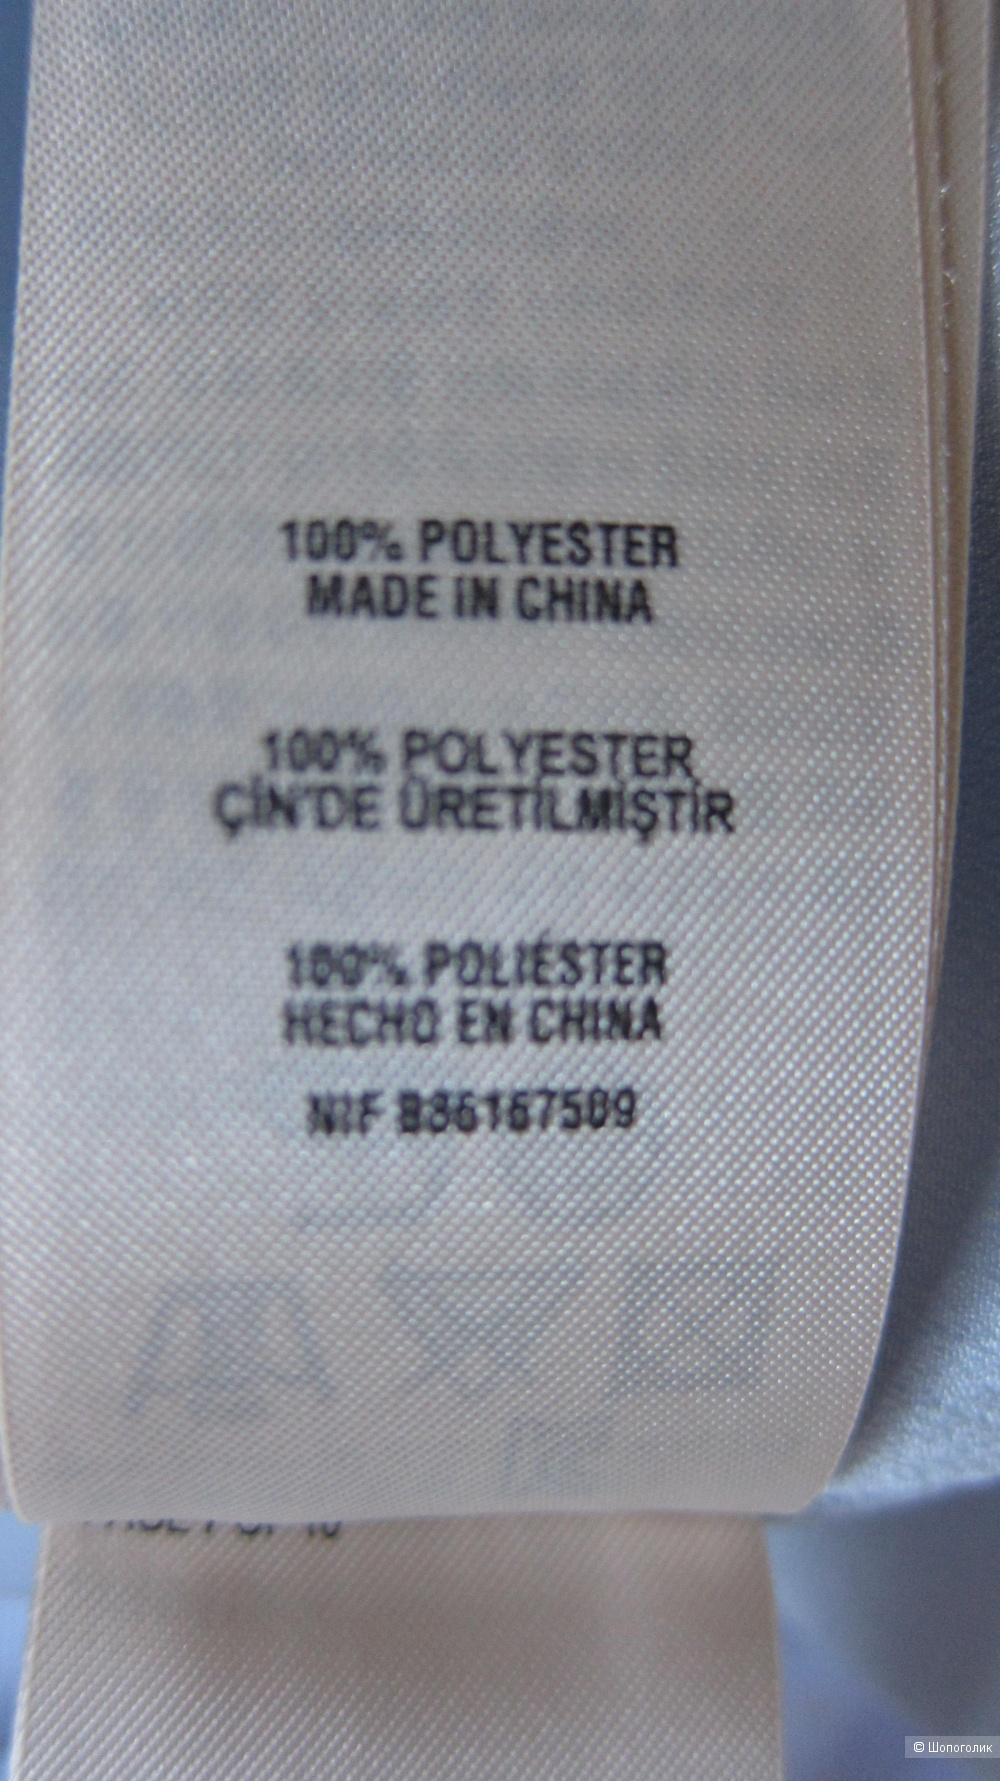 100% POLYESTER
MADE IN CHINA
100% POLYESTER
ÇİN'DE ÜRETİLMİŞTİR
100% POLIÉSTER
HECHO EN CHINA
NIF B86167509
© Шопоголик